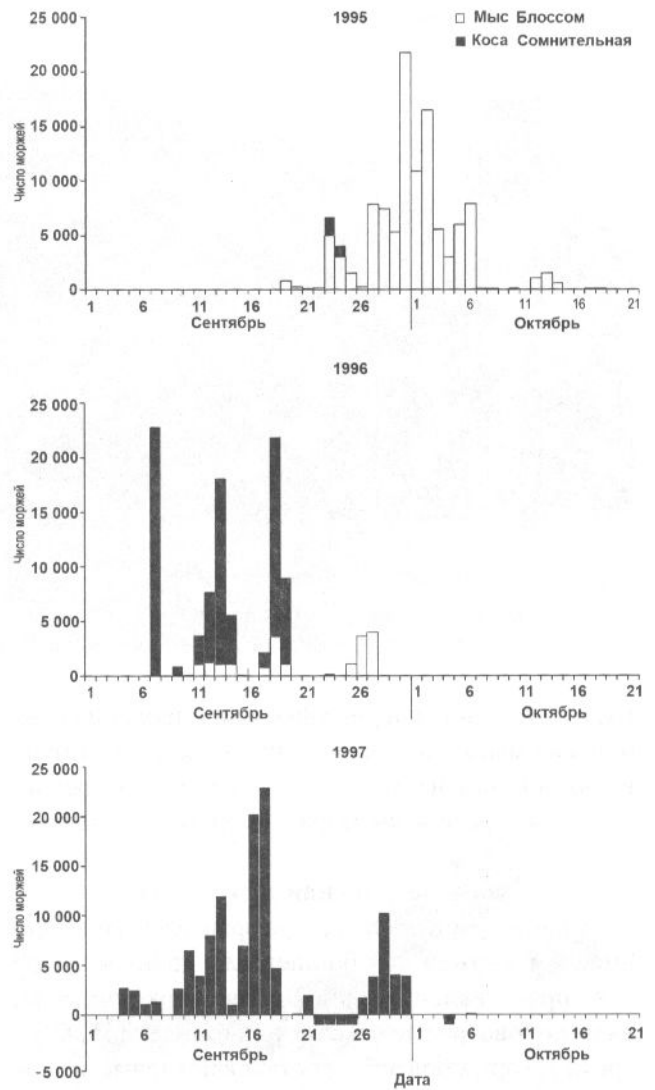 1995
Мыс Блоссом
Коса Сомнительная
Число моржей
25 000
20 000
15 000
10 000
5 000
0
1 6 11 16 21 26 1 6 11 16 21
Сентябрь Октябрь
1996
Число моржей
25 000
20 000
15 000
10 000
5 000
0
1 6 11 16 21 26 1 6 11 16 21
Сентябрь Октябрь
1997
Число моржей
25 000
20 000
15 000
10 000
5 000
0
1 6 11 16 21 26 1 6 11 16 21
Сентябрь Октябрь
-5 000
Дата